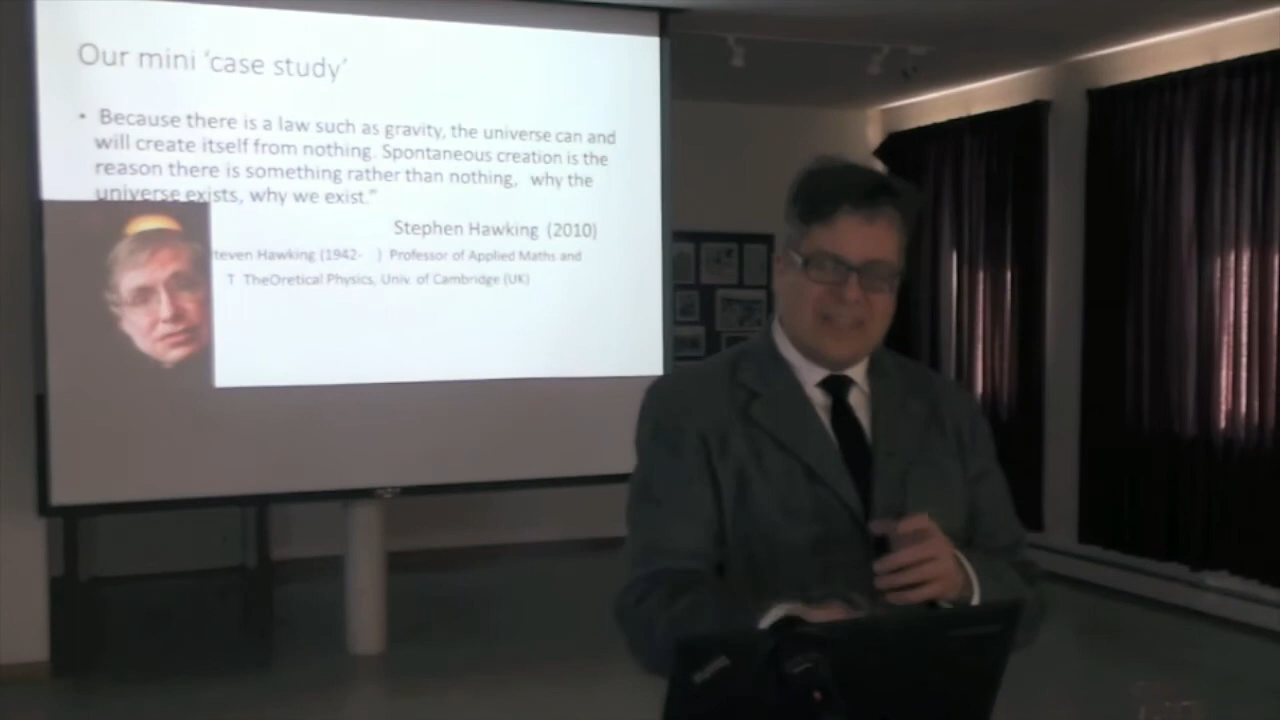 Our mini 'case study'
• Because there is a law such as gravity, the universe can and
will create itself from nothing. Spontaneous creation is the
reason there is something rather than nothing, why the
universe exists, why we exist."
Stephen Hawking (2010)
teven Hawking (1942- ) Professor of Applied Maths and
T TheOretical Physics, Univ. of Cambridge (UK)